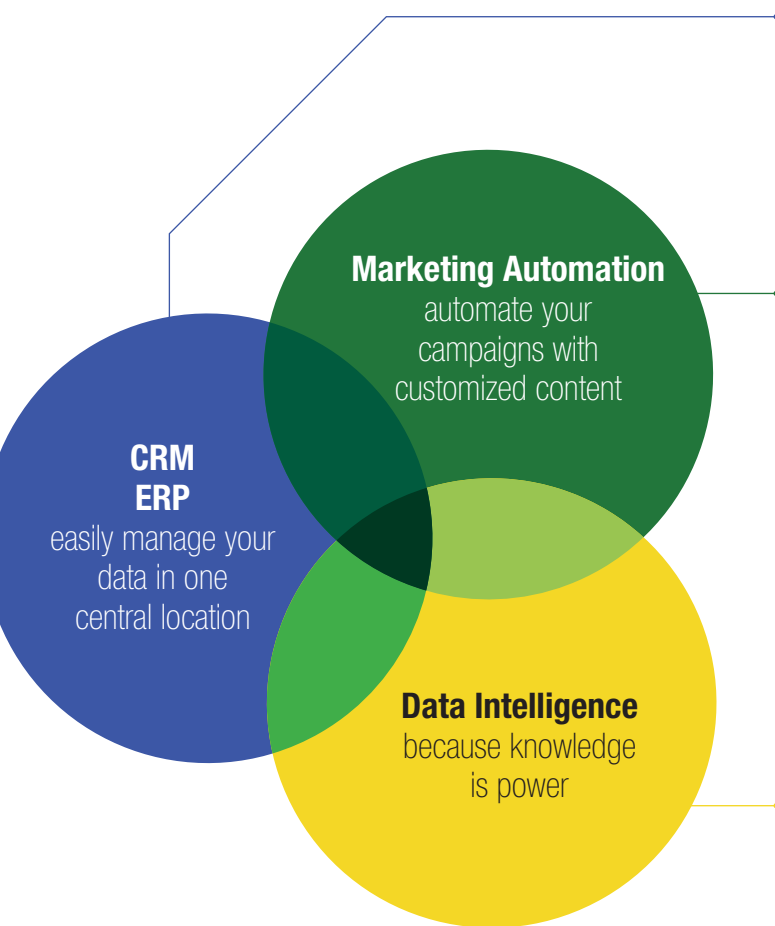 Marketing Automation
automate your
campaigns with
customized content
CRM
ERP
easily manage your
data in one
central location
Data Intelligence
because knowledge
is power